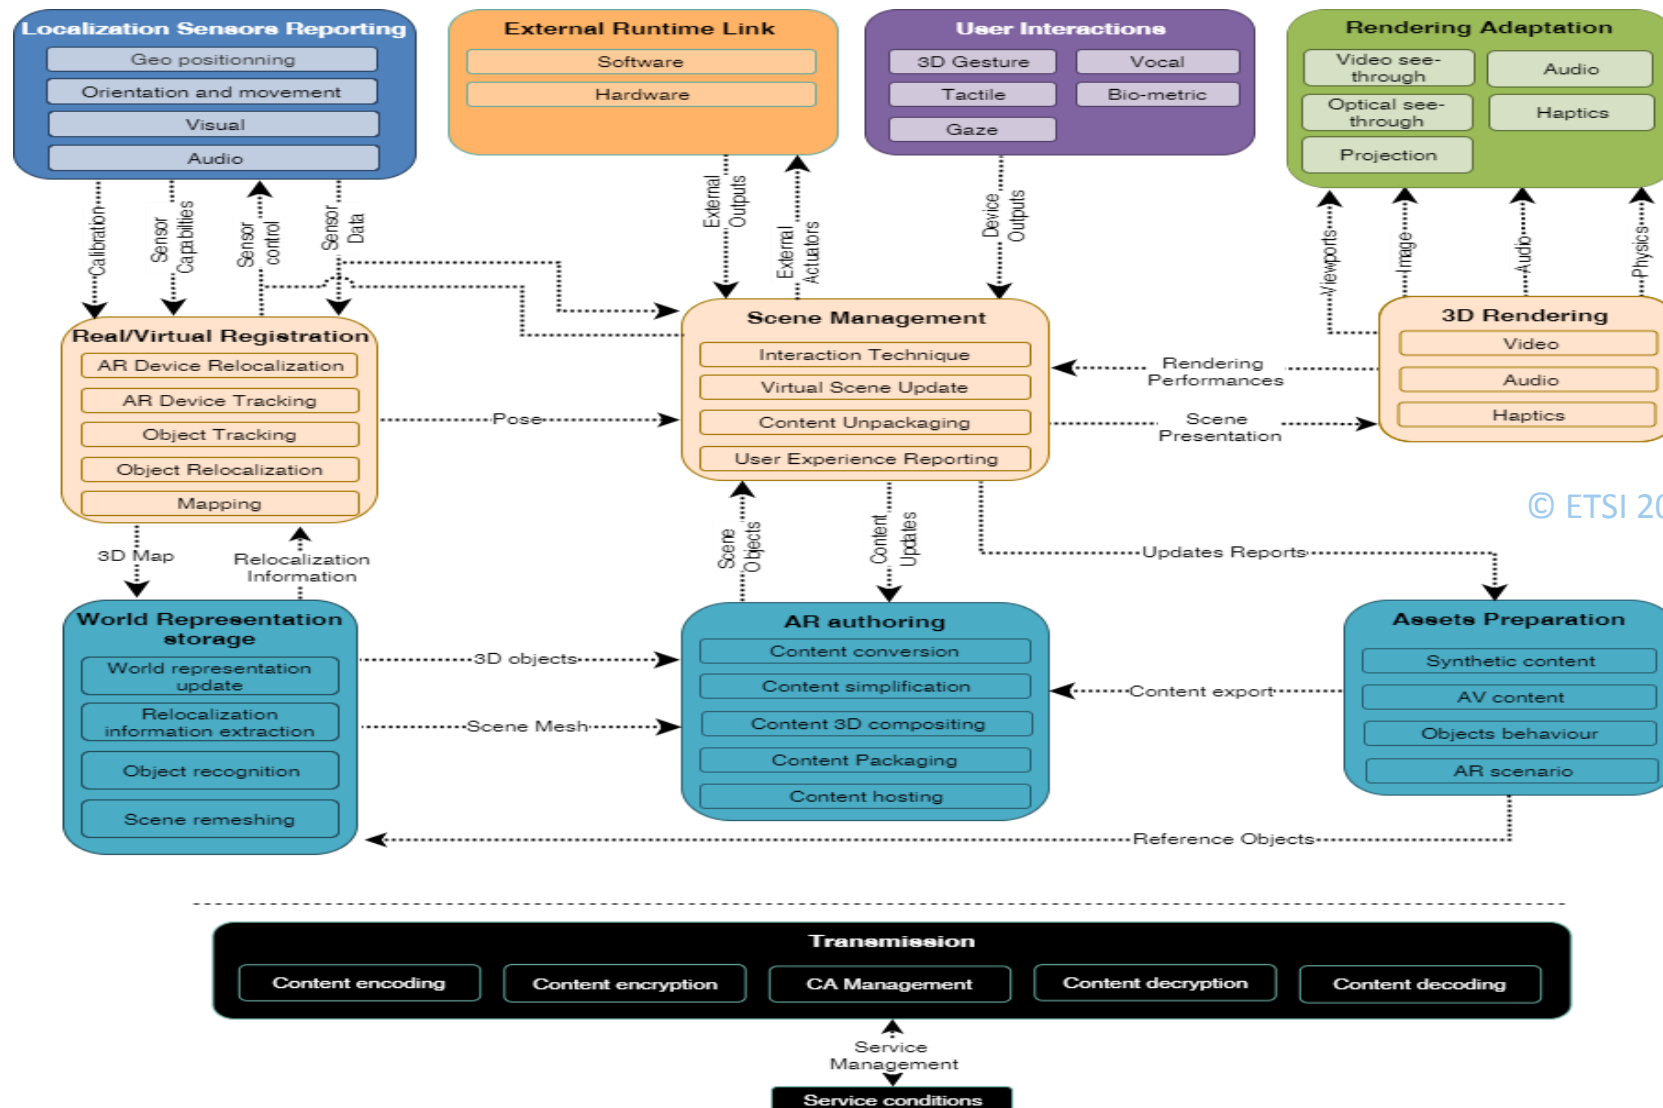 Localization Sensors Reporting
Geo positionning
Orientation and movement
Visual
Audio
External Runtime Link
Software
Hardware
User Interactions
3D Gesture
Vocal
Tactile
Bio-metric
Gaze
Rendering Adaptation
Video see-
through
Audio
Optical see-
through
Haptics
Projection
Calibration
Sensor
Capabilties
Sensor
control
Sensor
Data
External
Outputs
External
Actuators
Device
Outputs
Viewports
Image
Audio
Physics
Real/Virtual Registration
AR Device Relocalization
AR Device Tracking
Object Tracking
Object Relocalization
Mapping
Pose
Scene Management
Interaction Technique
Virtual Scene Update
Content Unpackaging
User Experience Reporting
Rendering
Performances
Scene
Presentation
3D Rendering
Video
Audio
Haptics
© ETSI 20
3D Map
Relocalization
Information
Scene
Objects
Content
Updates
Updates Reports
World Representation
storage
World representation
update
Relocalization
information extraction
Object recognition
Scene remeshing
3D objects
Scene Mesh
AR authoring
Content conversion
Content simplification
Content 3D compositing
Content Packaging
Content hosting
Content export
Assets Preparation
Synthetic content
AV content
Objects behaviour
AR scenario
Reference Objects
Transmission
Content encoding
Content encryption
CA Management
Content decryption
Content decoding
Service
Management
Service conditions